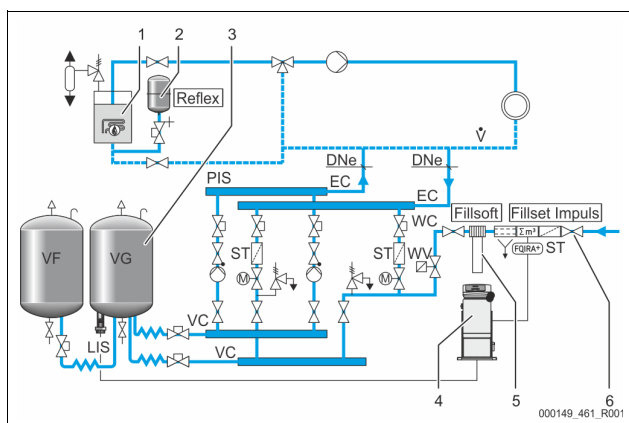 1
2
3
Reflex
V̇
DNe
DNe
PIS
EC
EC
WC
Fillsoft
Fillset Impuls
Σm³
FQIRA+
ST
VF
VG
ST
ST
WV
M
M
LIS
VC
VC
4
5
6
000149_461_R001